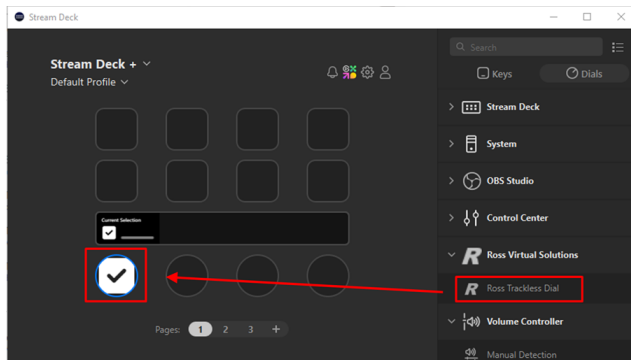 Stream Deck
Stream Deck +
Default Profile
Current Selection
Pages: 1 2 3 +
Search
Keys Dials
Stream Deck
System
OBS Studio
Control Center
Ross Virtual Solutions
R Ross Trackless Dial
Volume Controller
Manual Detection